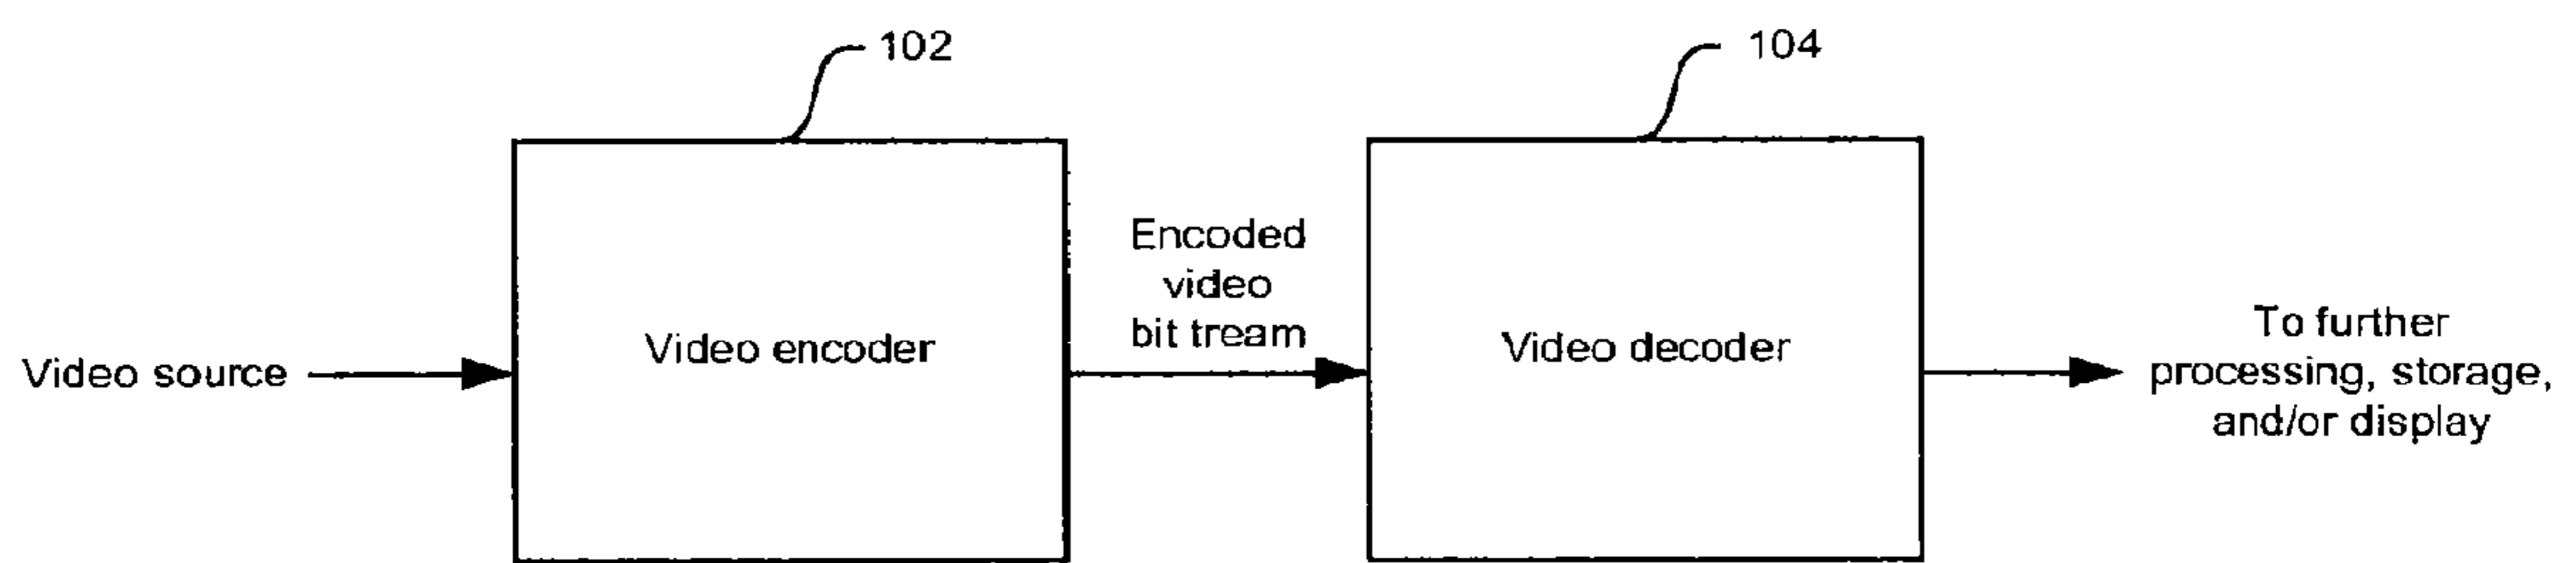 102
104
Video source
Video encoder
Encoded
video
bit tream
Video decoder
To further
processing, storage,
and/or display